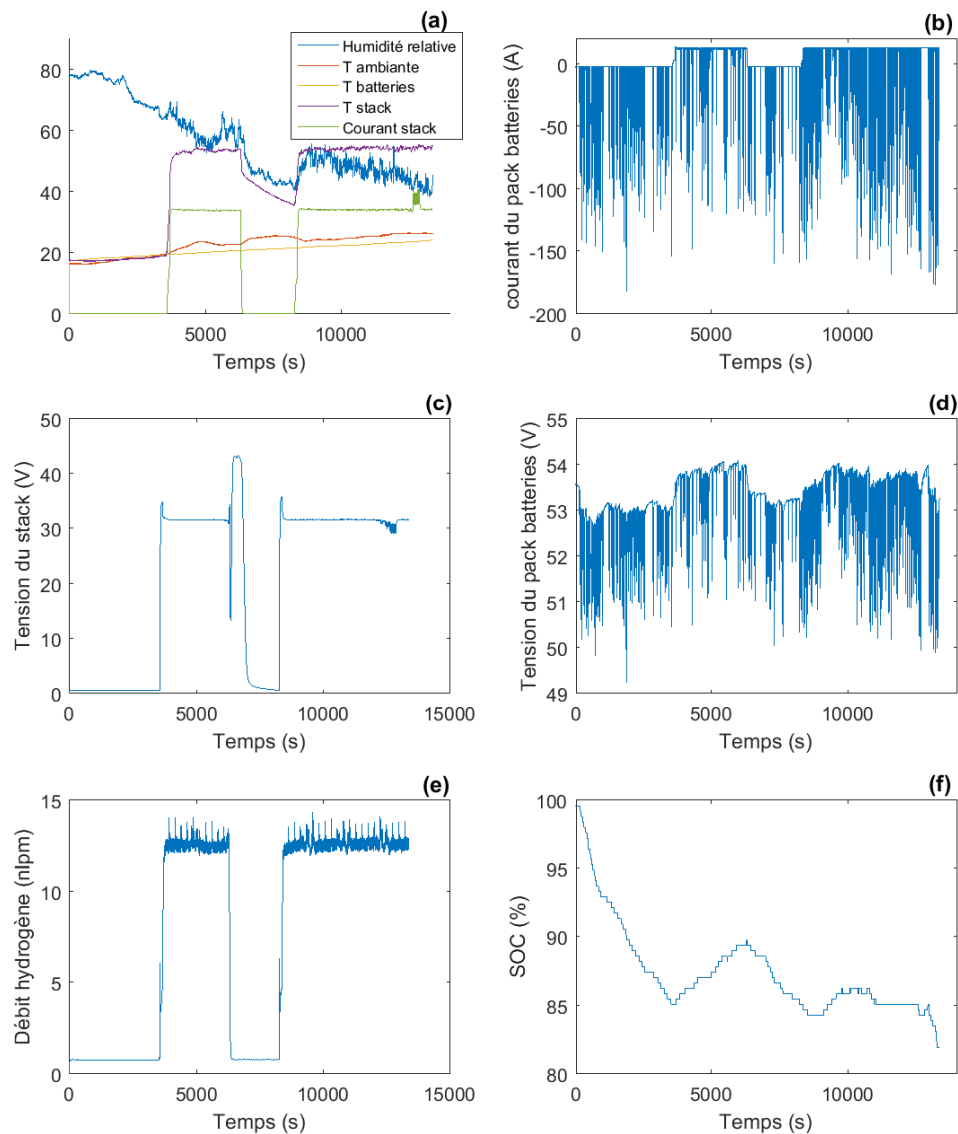 (a)
Humidité relative
T ambiante
T batteries
T stack
Courant stack
80
60
40
20
0
0 5000 10000
Temps (s)
(b)
courant du pack batteries (A)
0
-50
-100
-150
-200
0 5000 10000
Temps (s)
(c)
Tension du stack (V)
50
40
30
20
10
0
0 5000 10000 15000
Temps (s)
(d)
Tension du pack batteries (V)
55
54
53
52
51
50
49
0 5000 10000
Temps (s)
(e)
Débit hydrogène (nlpm)
15
10
5
0
0 5000 10000 15000
Temps (s)
(f)
SOC (%)
100
95
90
85
80
0 5000 10000
Temps (s)